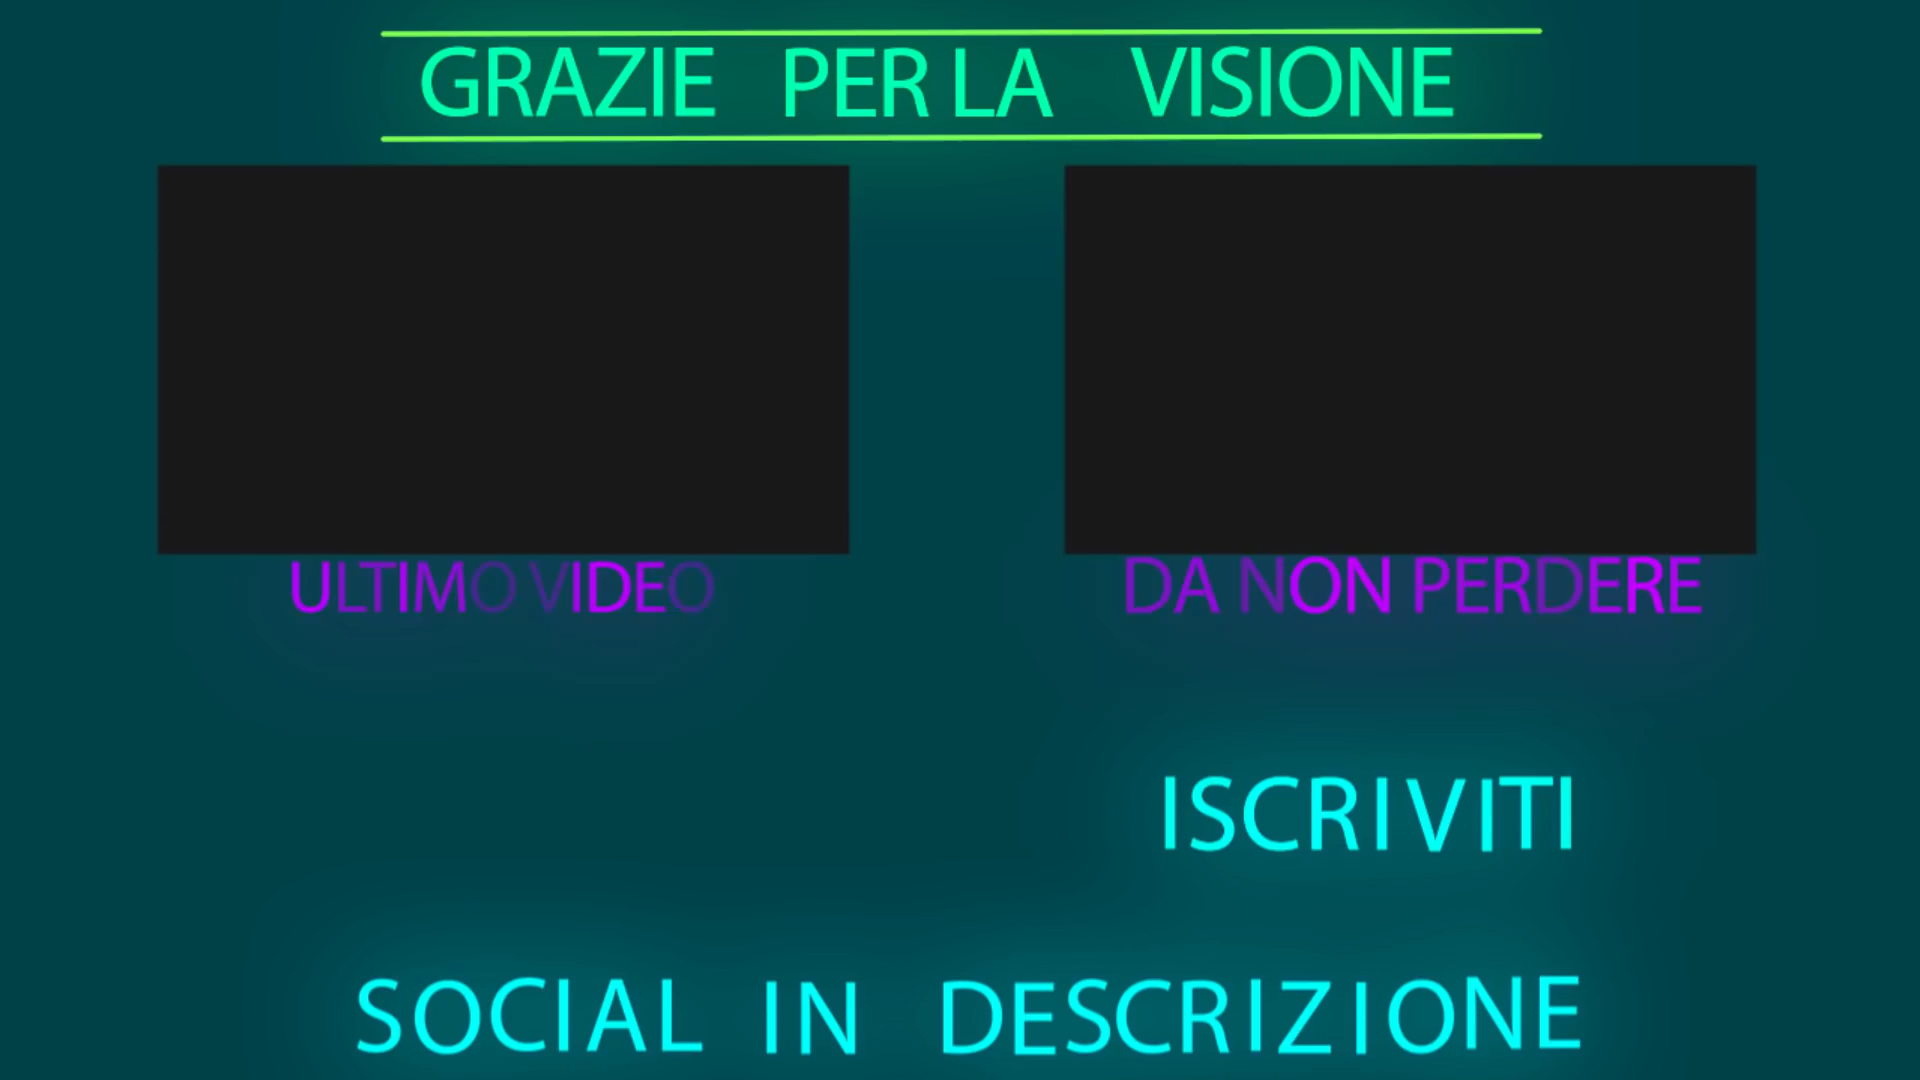 GRAZIE PER LA VISIONE
ULTIMO VIDEO
DA NON PERDERE
ISCRIVITI
SOCIAL IN DESCRIZIONE